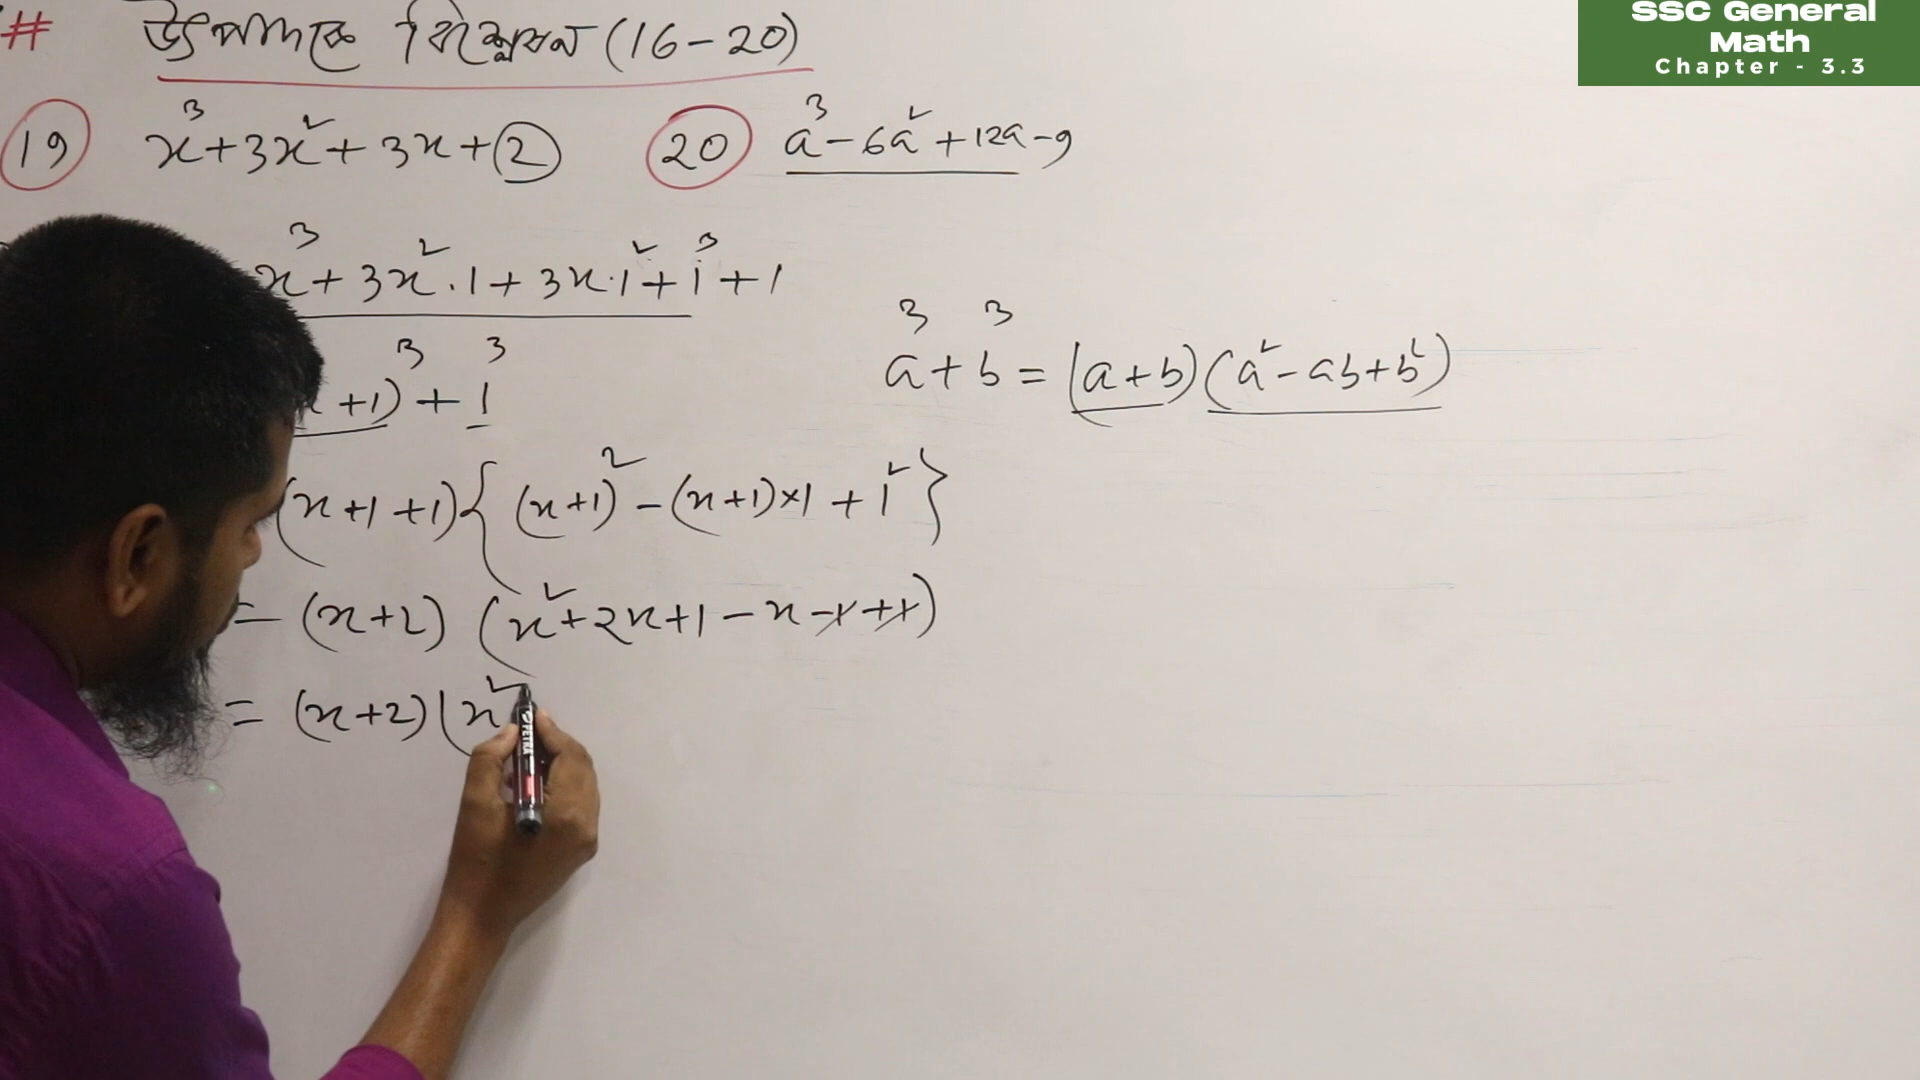 SSC General
Math
Chapter - 3.3
# উৎপাদকে বিশ্লেষন (16-20)
19 x³+3x²+3x+2
20 a³-6a²+12a-9
x³+3x².1+3x.1²+1³+1
+1)³+1³
a³+b³=(a+b)(a²-ab+b²)
(x+1+1){(x+1)²-(x+1)×1+1²}
=(x+2)(x²+2x+1-x-1+1)
=(x+2)(x²
PETRA